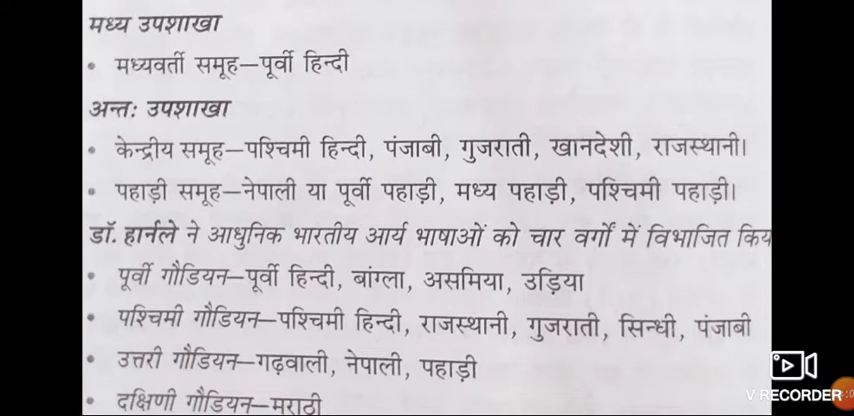 मध्य उपशाखा
• मध्यवर्ती समूह–पूर्वी हिन्दी
अन्तः उपशाखा
• केन्द्रीय समूह–पश्चिमी हिन्दी, पंजाबी, गुजराती, खानदेशी, राजस्थानी।
• पहाड़ी समूह–नेपाली या पूर्वी पहाड़ी, मध्य पहाड़ी, पश्चिमी पहाड़ी।
डॉ. हार्नले ने आधुनिक भारतीय आर्य भाषाओं को चार वर्गों में विभाजित किय
• पूर्वी गौडियन–पूर्वी हिन्दी, बांग्ला, असमिया, उड़िया
• पश्चिमी गौडियन–पश्चिमी हिन्दी, राजस्थानी, गुजराती, सिन्धी, पंजाबी
• उत्तरी गौडियन–गढ़वाली, नेपाली, पहाड़ी
• दक्षिणी गौडियन–मराठी
V RECORDER